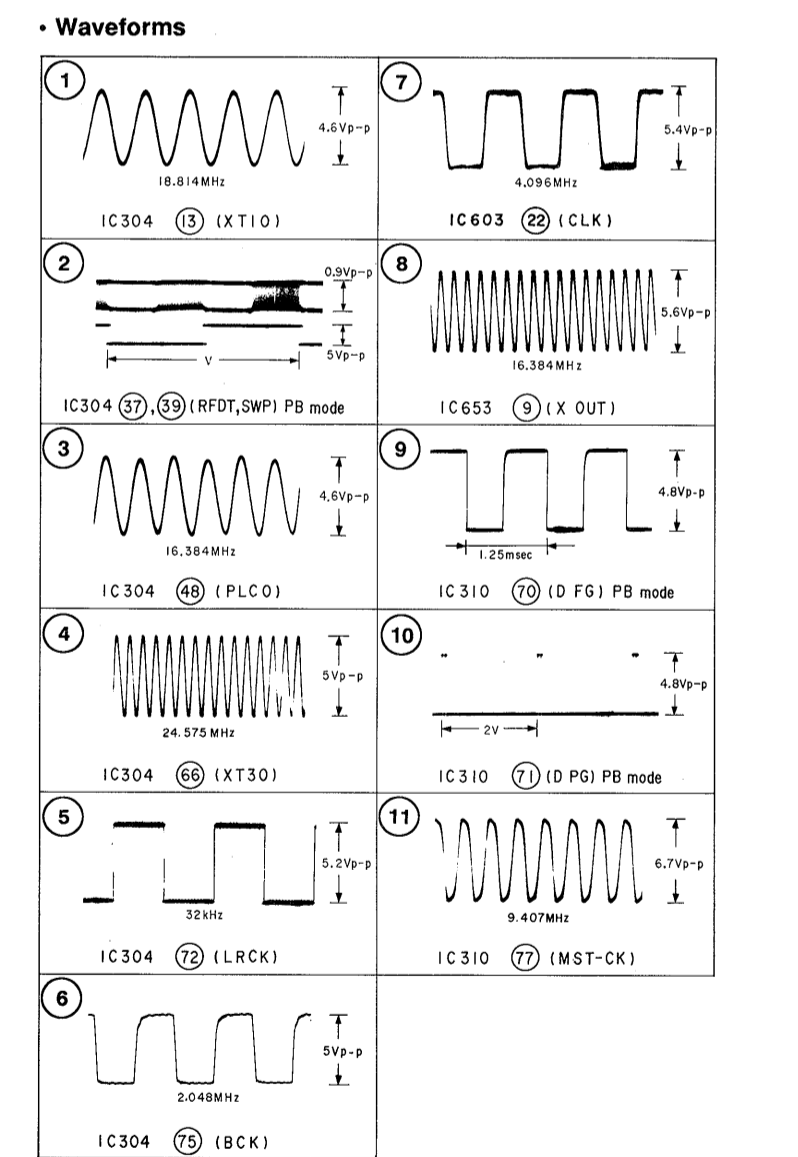 • Waveforms
1
4.6Vp-p
18.814MHz
IC304 13 (XTIO)
2
0.9Vp-p
5Vp-p
V
IC304 37, 39 (RFDT,SWP) PB mode
3
4.6Vp-p
16.384MHz
IC304 48 (PLCO)
4
5Vp-p
24.575MHz
IC304 66 (XT30)
5
5.2Vp-p
32kHz
IC304 72 (LRCK)
6
5Vp-p
2.048MHz
IC304 75 (BCK)
7
5.4Vp-p
4.096MHz
IC603 22 (CLK)
8
5.6Vp-p
16.384MHz
IC653 9 (X OUT)
9
4.8Vp-p
1.25msec
IC310 70 (D FG) PB mode
10
4.8Vp-p
2V
IC310 71 (D PG) PB mode
11
6.7Vp-p
9.407MHz
IC310 77 (MST-CK)